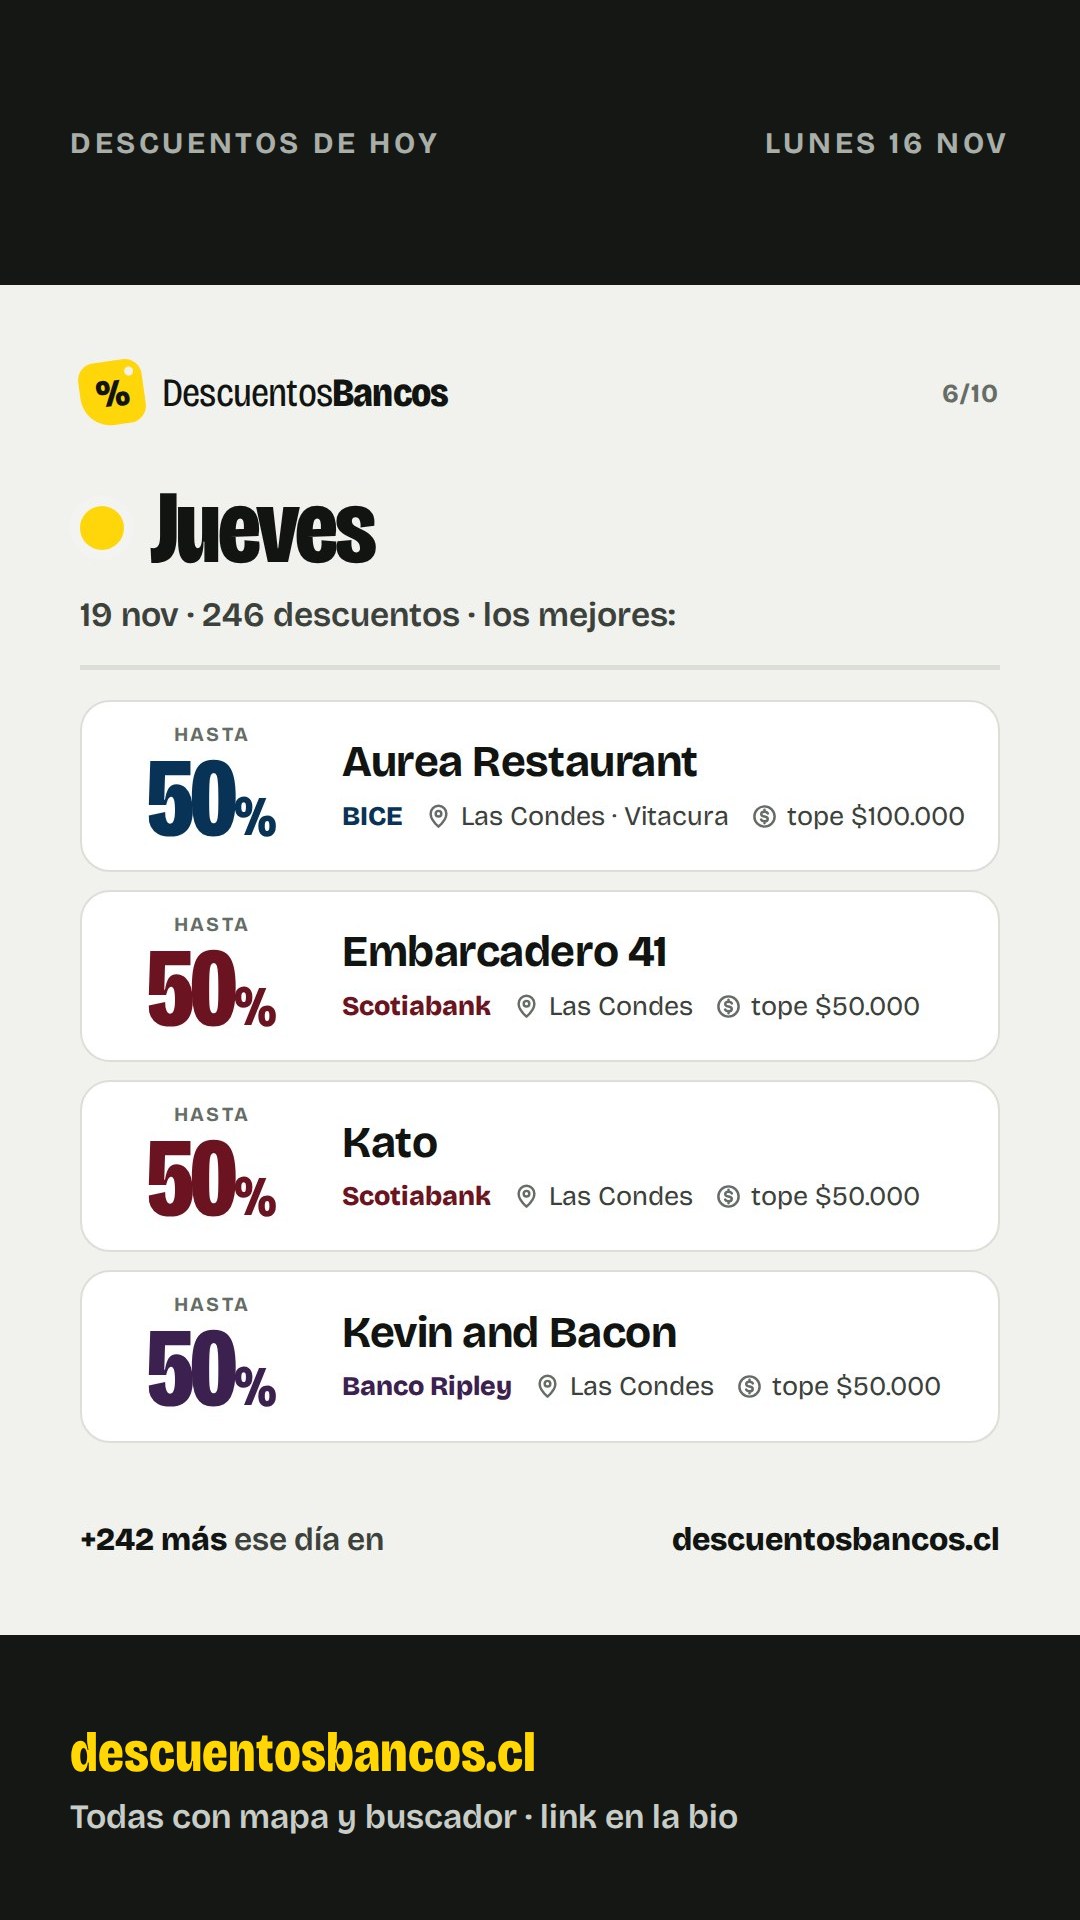 DESCUENTOS DE HOY
LUNES 16 NOV
% DescuentosBancos
6/10
Jueves
19 nov · 246 descuentos · los mejores:
HASTA
50%
Aurea Restaurant
BICE Las Condes · Vitacura tope $100.000
HASTA
50%
Embarcadero 41
Scotiabank Las Condes tope $50.000
HASTA
50%
Kato
Scotiabank Las Condes tope $50.000
HASTA
50%
Kevin and Bacon
Banco Ripley Las Condes tope $50.000
+242 más ese día en
descuentosbancos.cl
descuentosbancos.cl
Todas con mapa y buscador · link en la bio